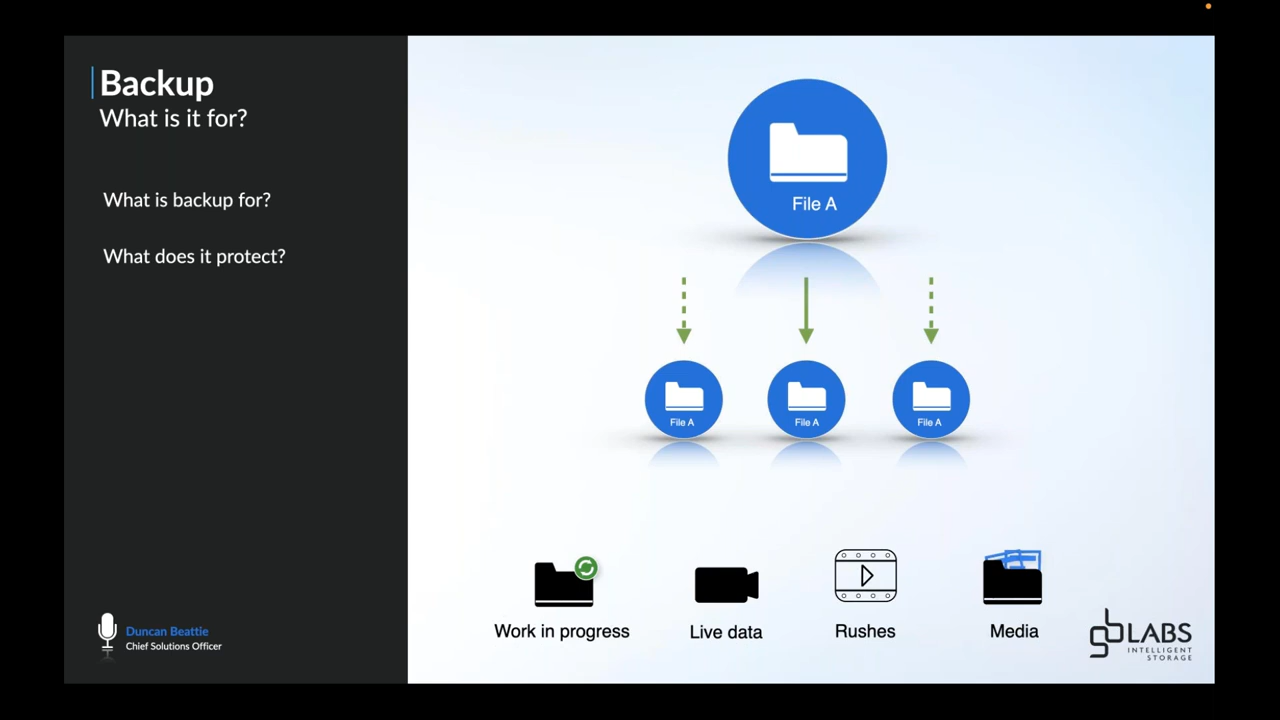 Backup
What is it for?
What is backup for?
What does it protect?
File A
File A
File A
File A
Work in progress
Live data
Rushes
Media
Duncan Beattie
Chief Solutions Officer
gb LABS
INTELLIGENT
STORAGE